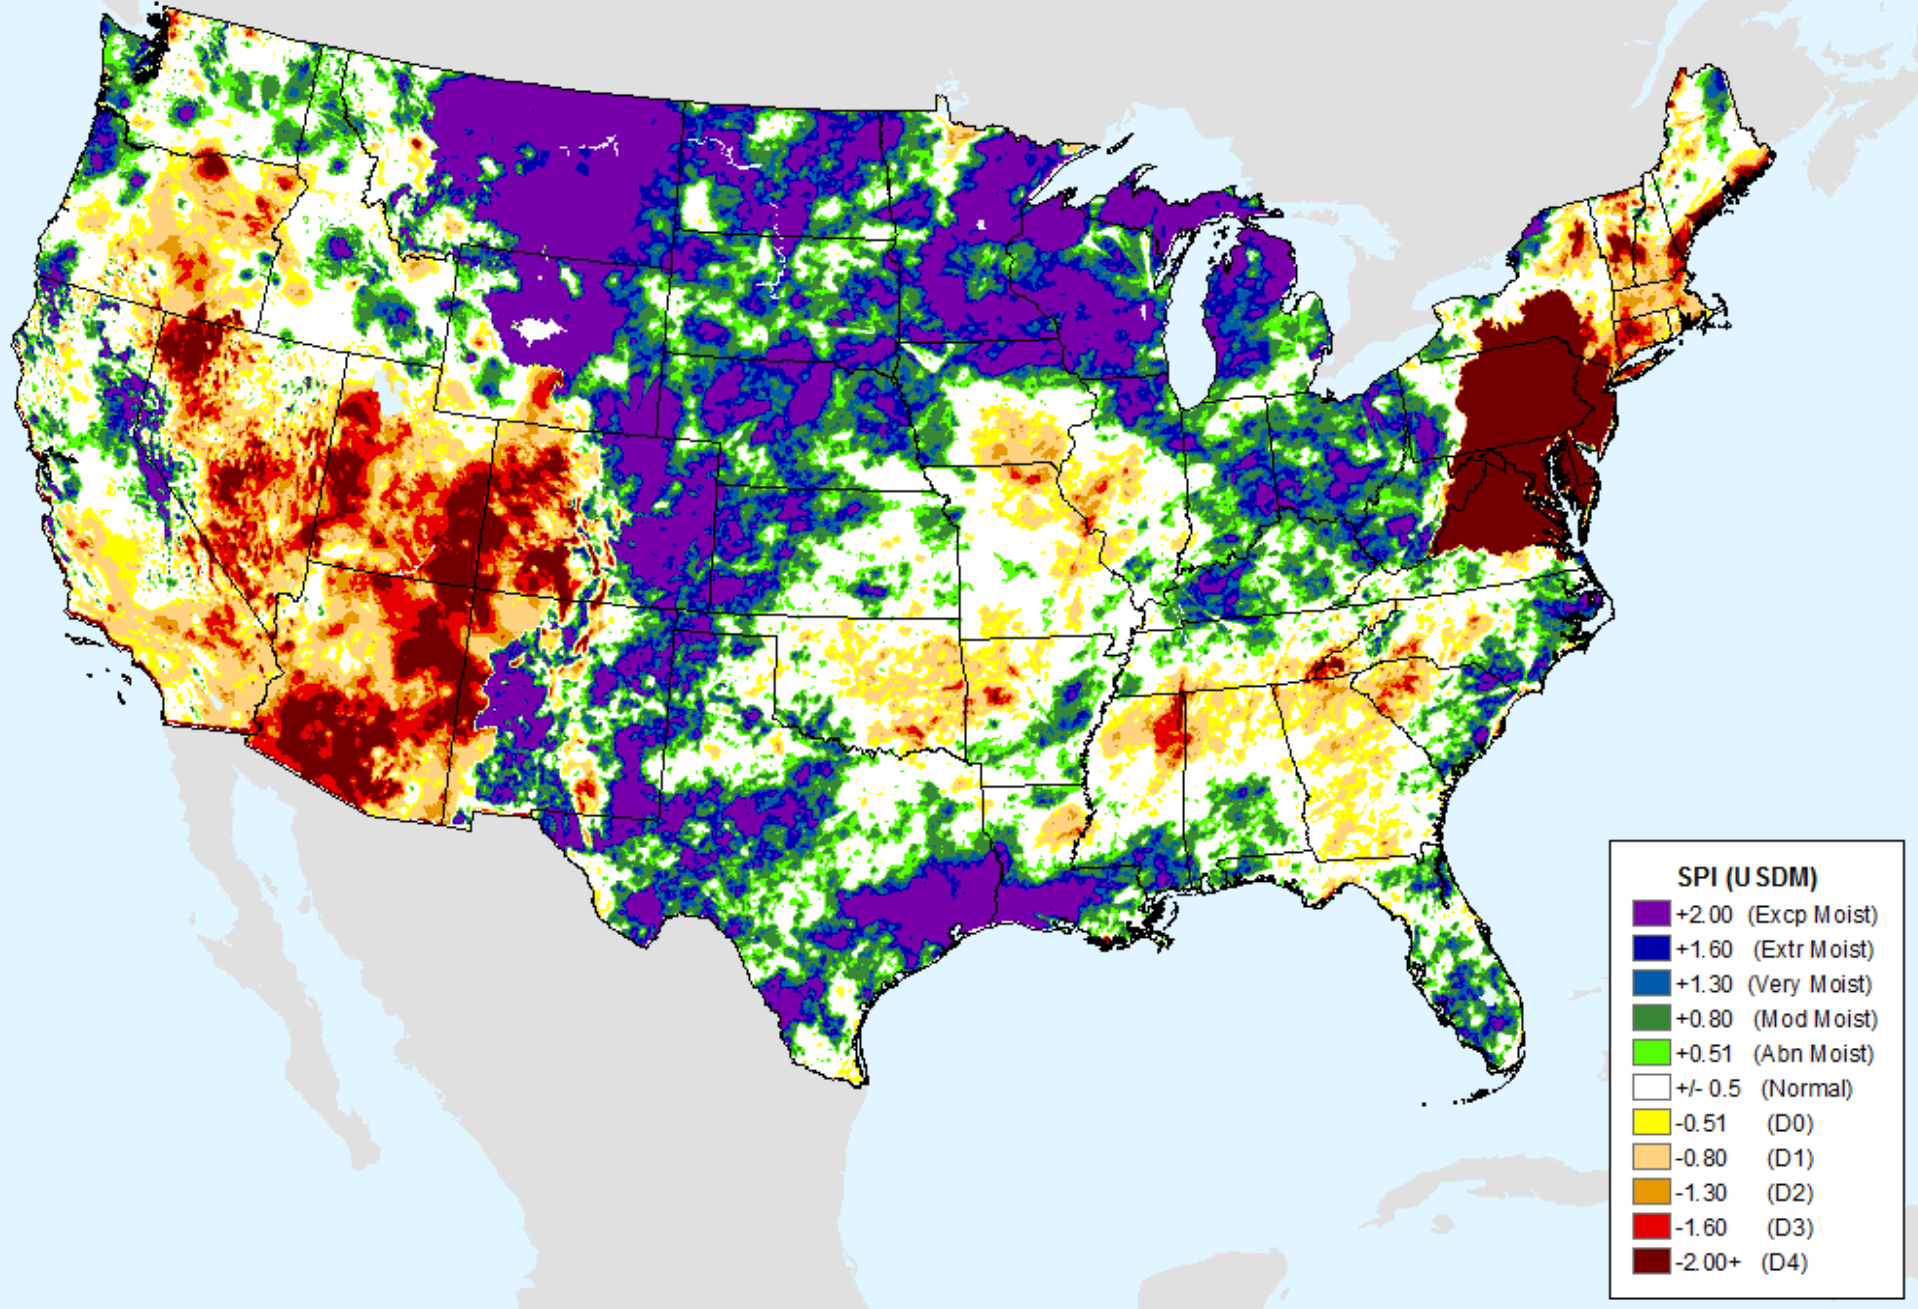 SPI (USDM)
+2.00 (Excp Moist)
+1.60 (Extr Moist)
+1.30 (Very Moist)
+0.80 (Mod Moist)
+0.51 (Abn Moist)
+/- 0.5 (Normal)
-0.51 (D0)
-0.80 (D1)
-1.30 (D2)
-1.60 (D3)
-2.00+ (D4)